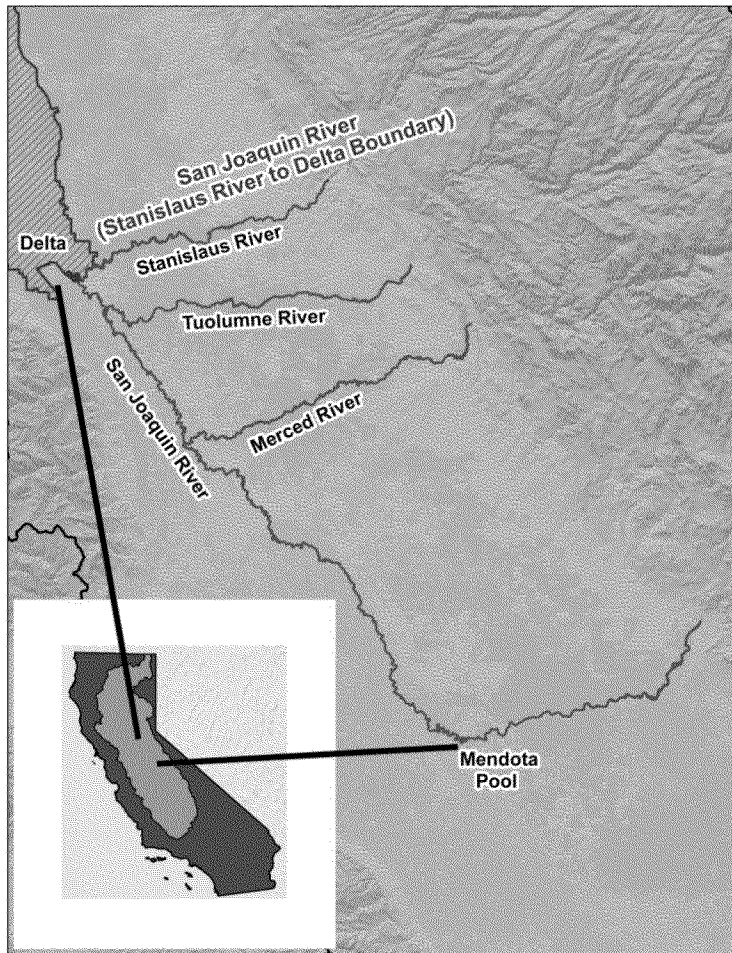 San Joaquin River
(Stanislaus River to Delta Boundary)
Delta
Stanislaus River
Tuolumne River
San Joaquin River
Merced River
Mendota
Pool